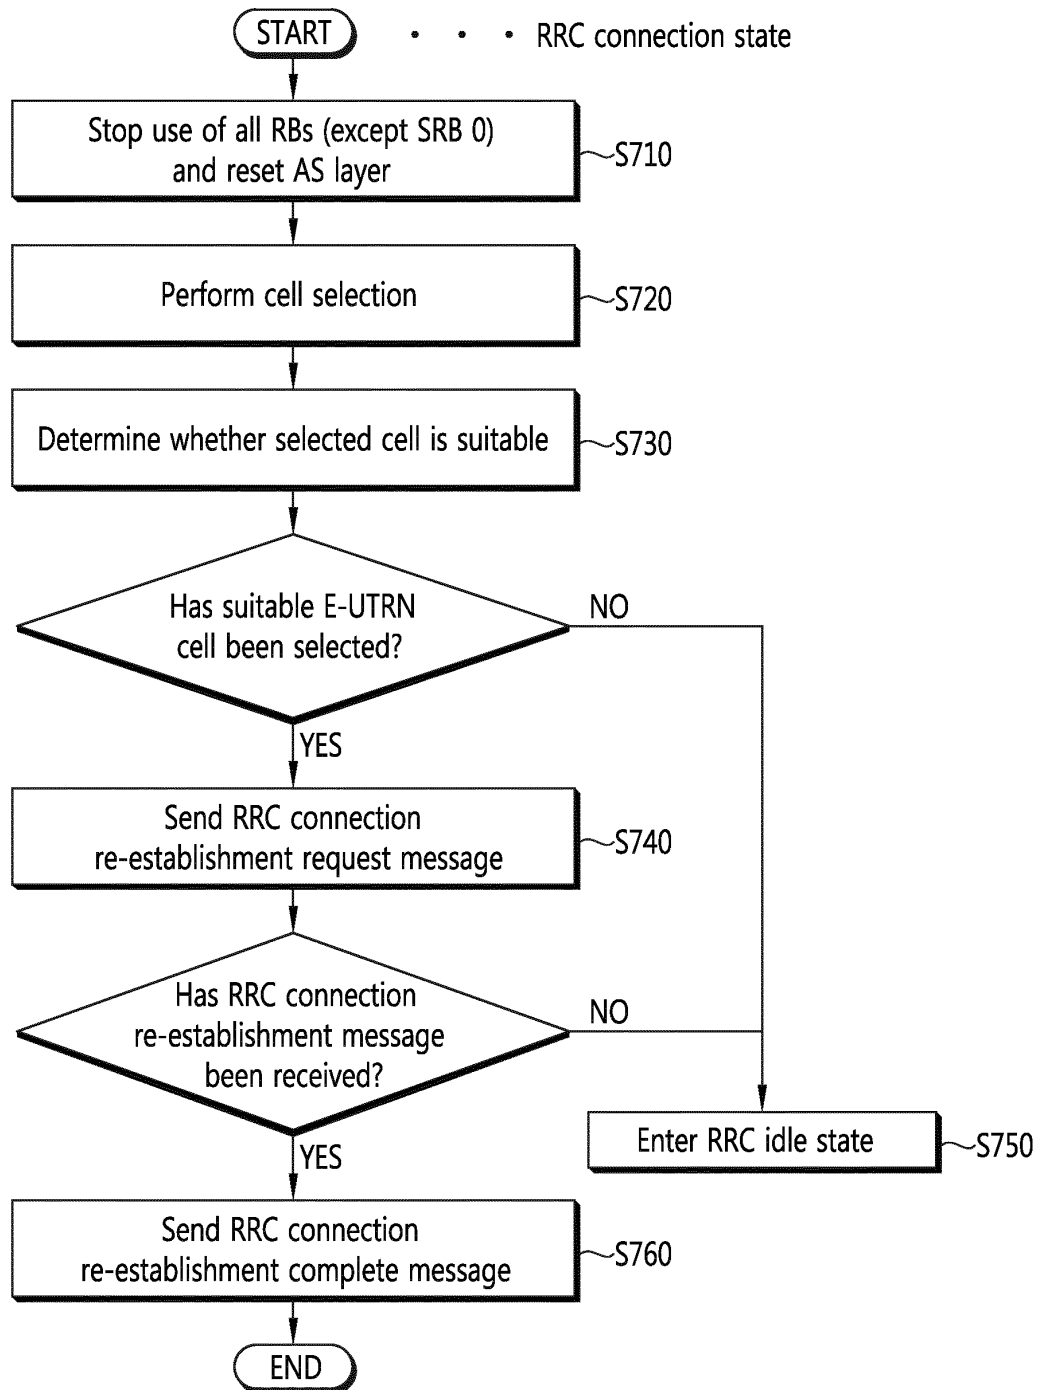 START
· · · RRC connection state
Stop use of all RBs (except SRB 0)
and reset AS layer
S710
Perform cell selection
S720
Determine whether selected cell is suitable
S730
Has suitable E-UTRN
cell been selected?
NO
YES
Send RRC connection
re-establishment request message
S740
Has RRC connection
re-establishment message
been received?
NO
YES
Enter RRC idle state
S750
Send RRC connection
re-establishment complete message
S760
END